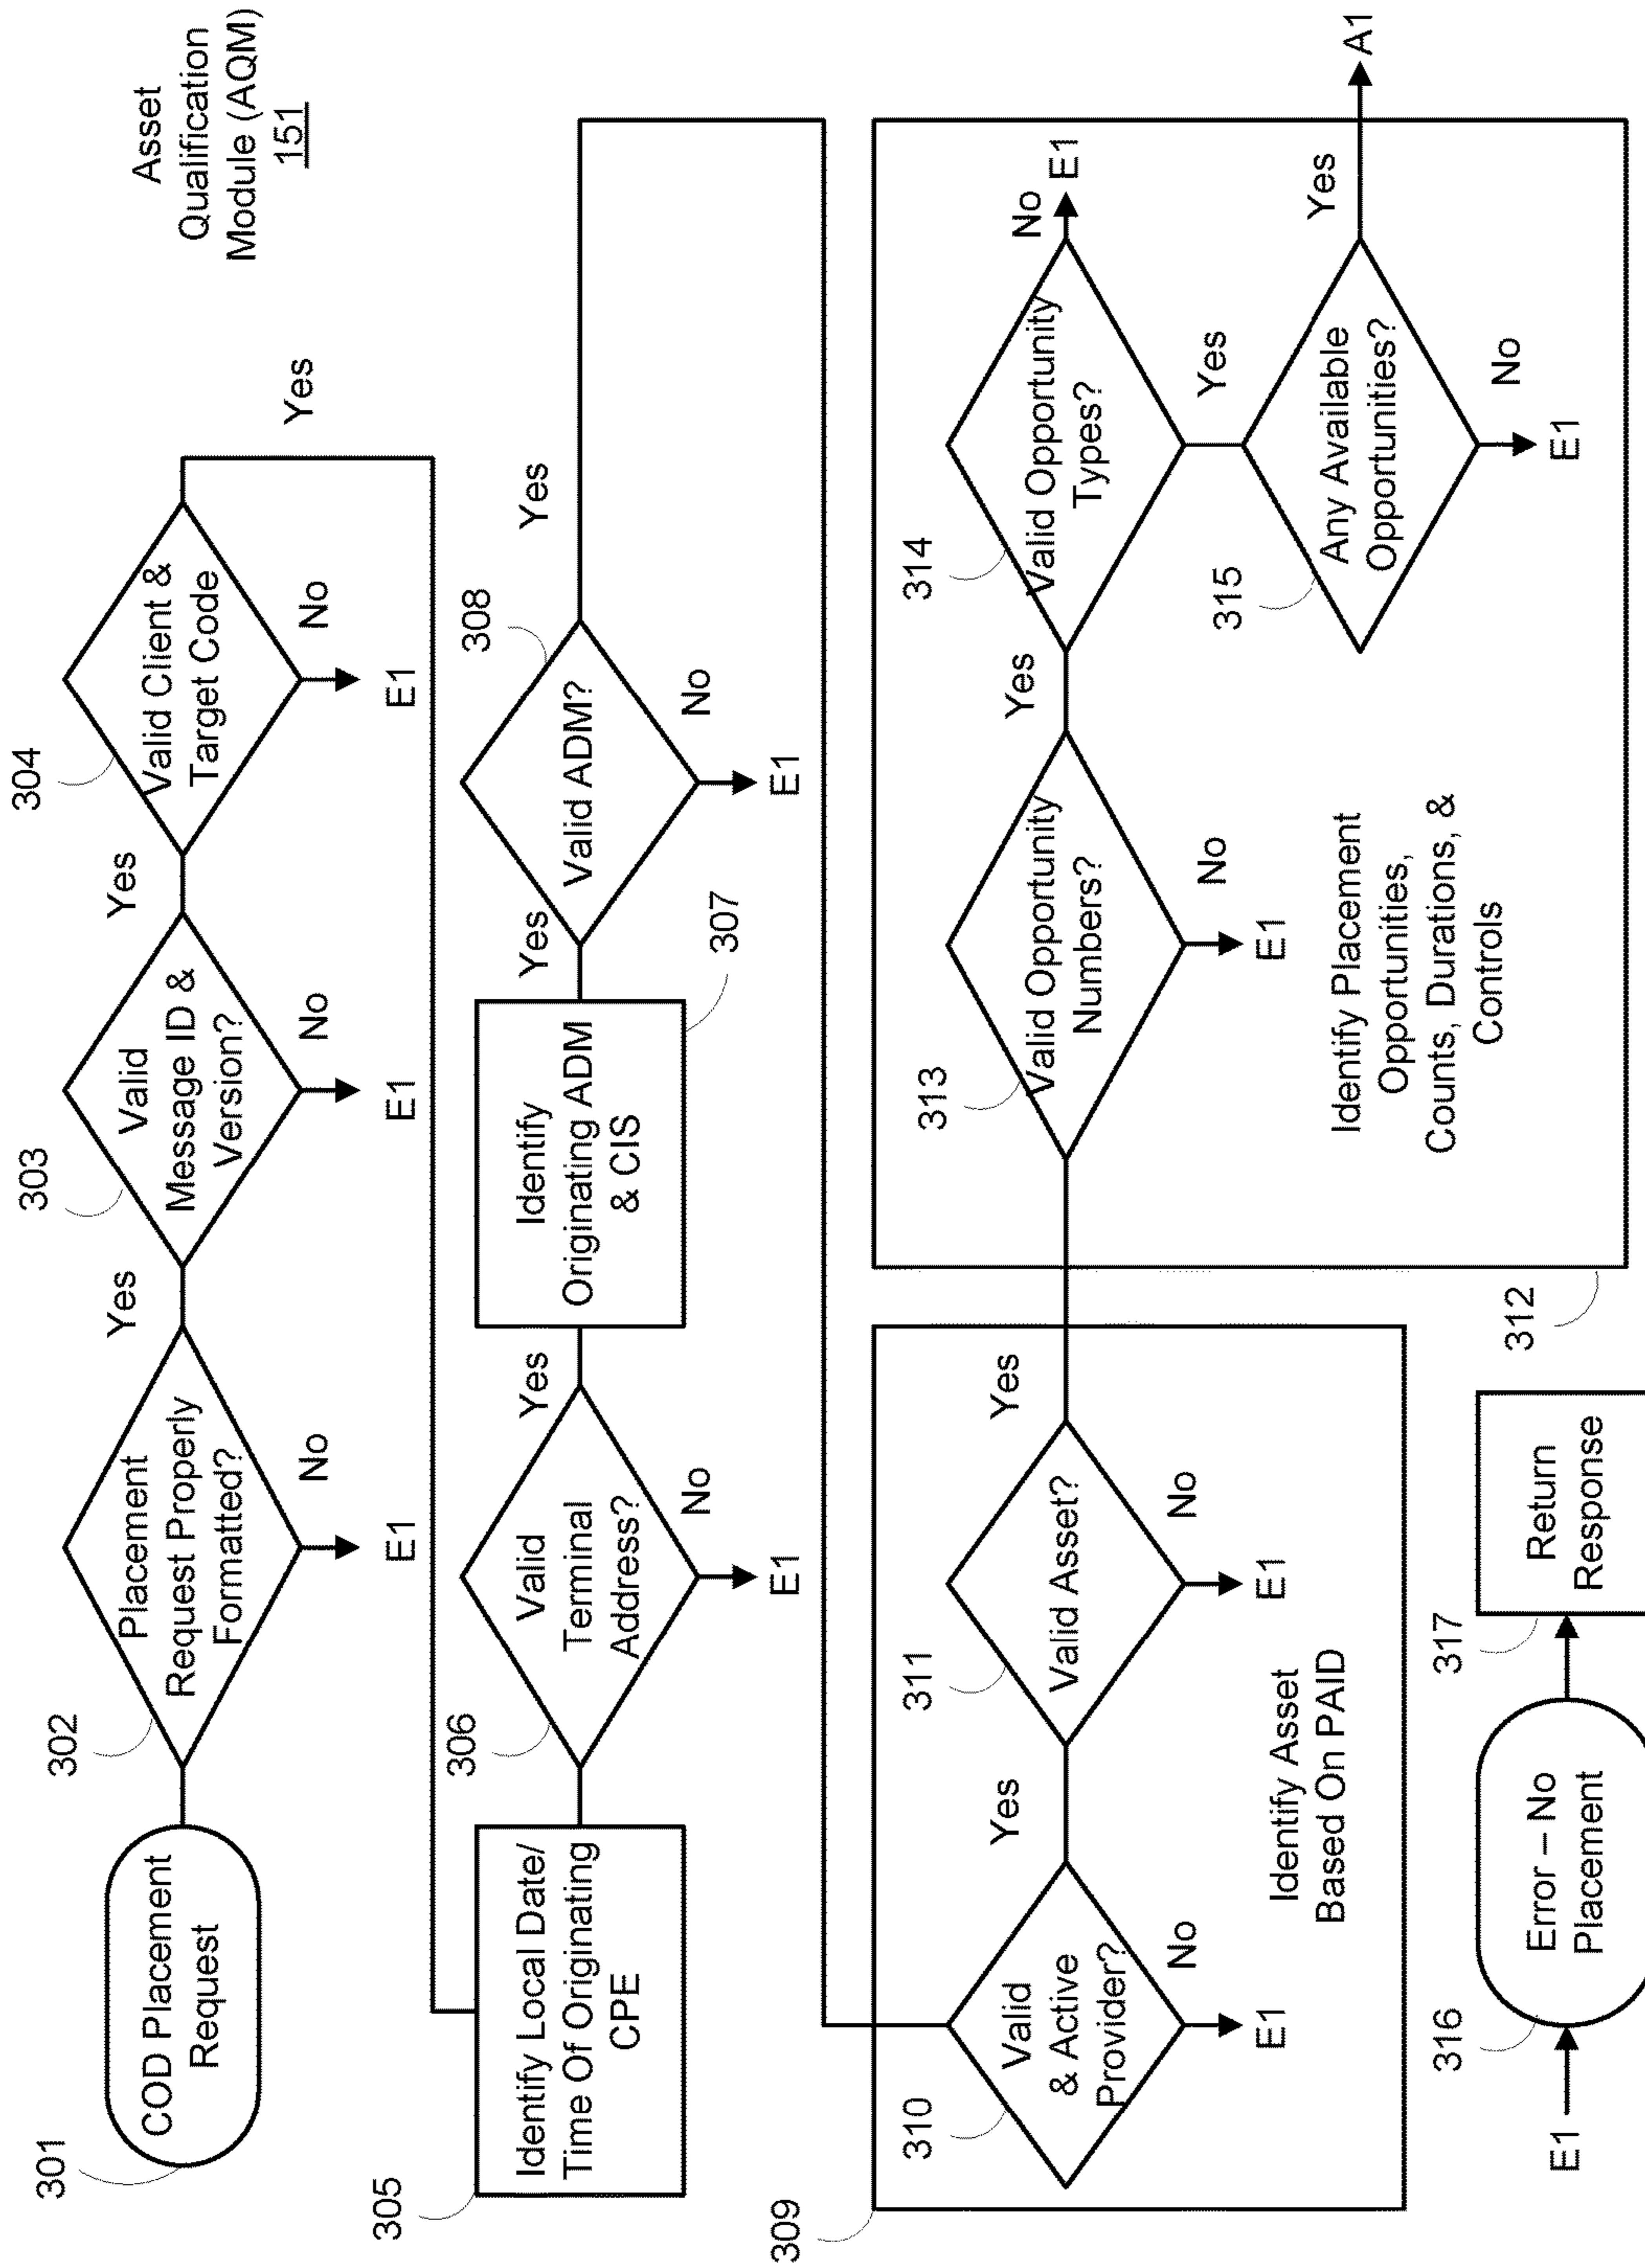 Asset
Qualification
Module (AQM)
151
301
COD Placement
Request
302
Placement
Request Properly
Formatted?
Yes
No
E1
303
Valid
Message ID &
Version?
Yes
No
E1
304
Valid Client &
Target Code
Yes
No
E1
305
Identify Local Date/
Time Of Originating
CPE
306
Valid
Terminal
Address?
Yes
No
E1
307
Identify
Originating ADM
& CIS
Yes
308
Valid ADM?
Yes
No
E1
309
310
Valid
& Active
Provider?
Yes
No
E1
311
Valid Asset?
Yes
No
E1
Identify Asset
Based On PAID
312
313
Valid Opportunity
Numbers?
Yes
No
E1
314
Valid Opportunity
Types?
No
E1
Yes
315
Any Available
Opportunities?
Yes
A1
No
E1
Identify Placement
Opportunities,
Counts, Durations, &
Controls
E1
316
Error – No
Placement
317
Return
Response